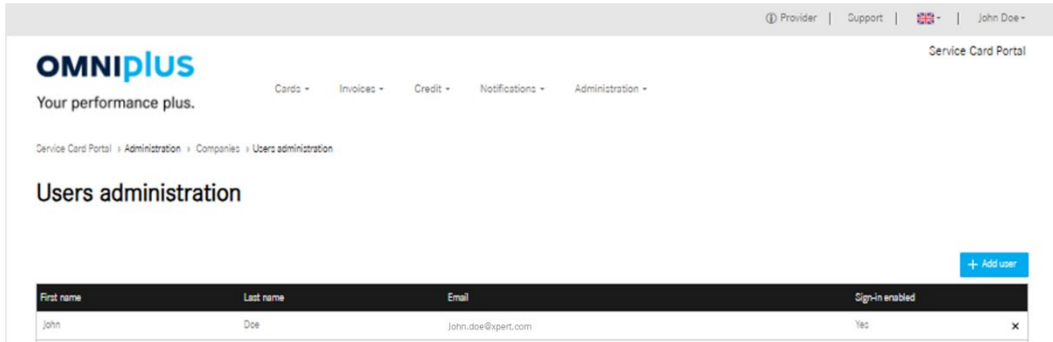 Provider | Support | John Doe
Service Card Portal
OMNIplus
Your performance plus.
Cards Invoices Credit Notifications Administration
Service Card Portal › Administration › Companies › Users administration
Users administration
+ Add user
First name Last name Email Sign-in enabled
John Doe john.doe@xpert.com Yes ×